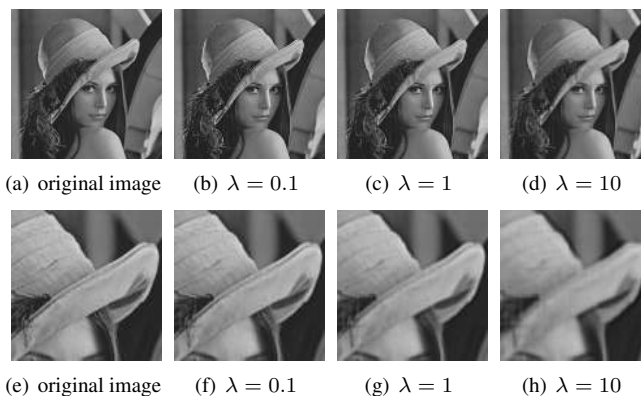 (a) original image (b) λ = 0.1 (c) λ = 1 (d) λ = 10
(e) original image (f) λ = 0.1 (g) λ = 1 (h) λ = 10